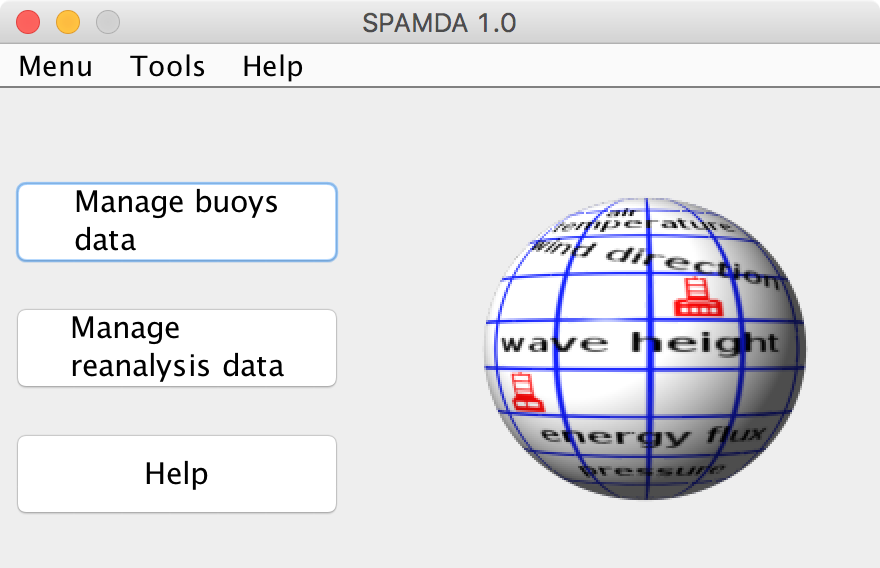 SPAMDA 1.0
Menu Tools Help
Manage buoys
data
Manage
reanalysis data
Help
air
temperature
wind direction
wave height
energy flux
pressure